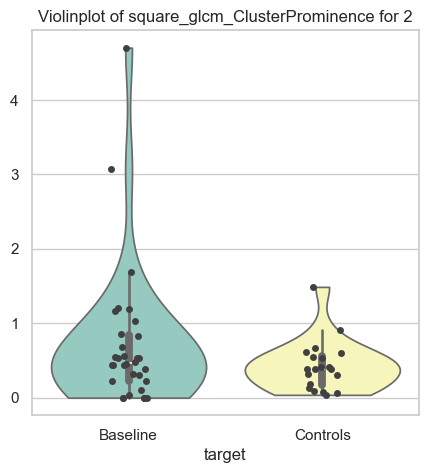 Violinplot of square_glcm_ClusterProminence for 2
4
3
2
1
0
Baseline Controls
target